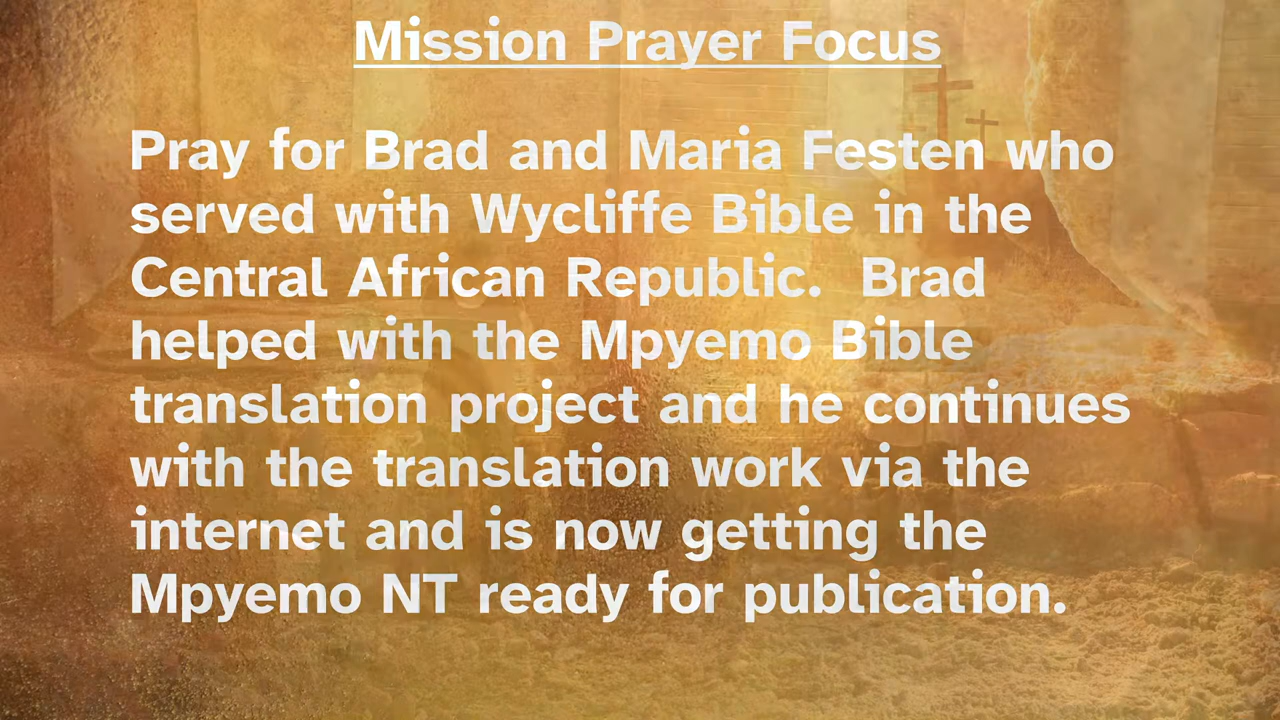 Mission Prayer Focus
Pray for Brad and Maria Festen who
served with Wycliffe Bible in the
Central African Republic.  Brad
helped with the Mpyemo Bible
translation project and he continues
with the translation work via the
internet and is now getting the
Mpyemo NT ready for publication.